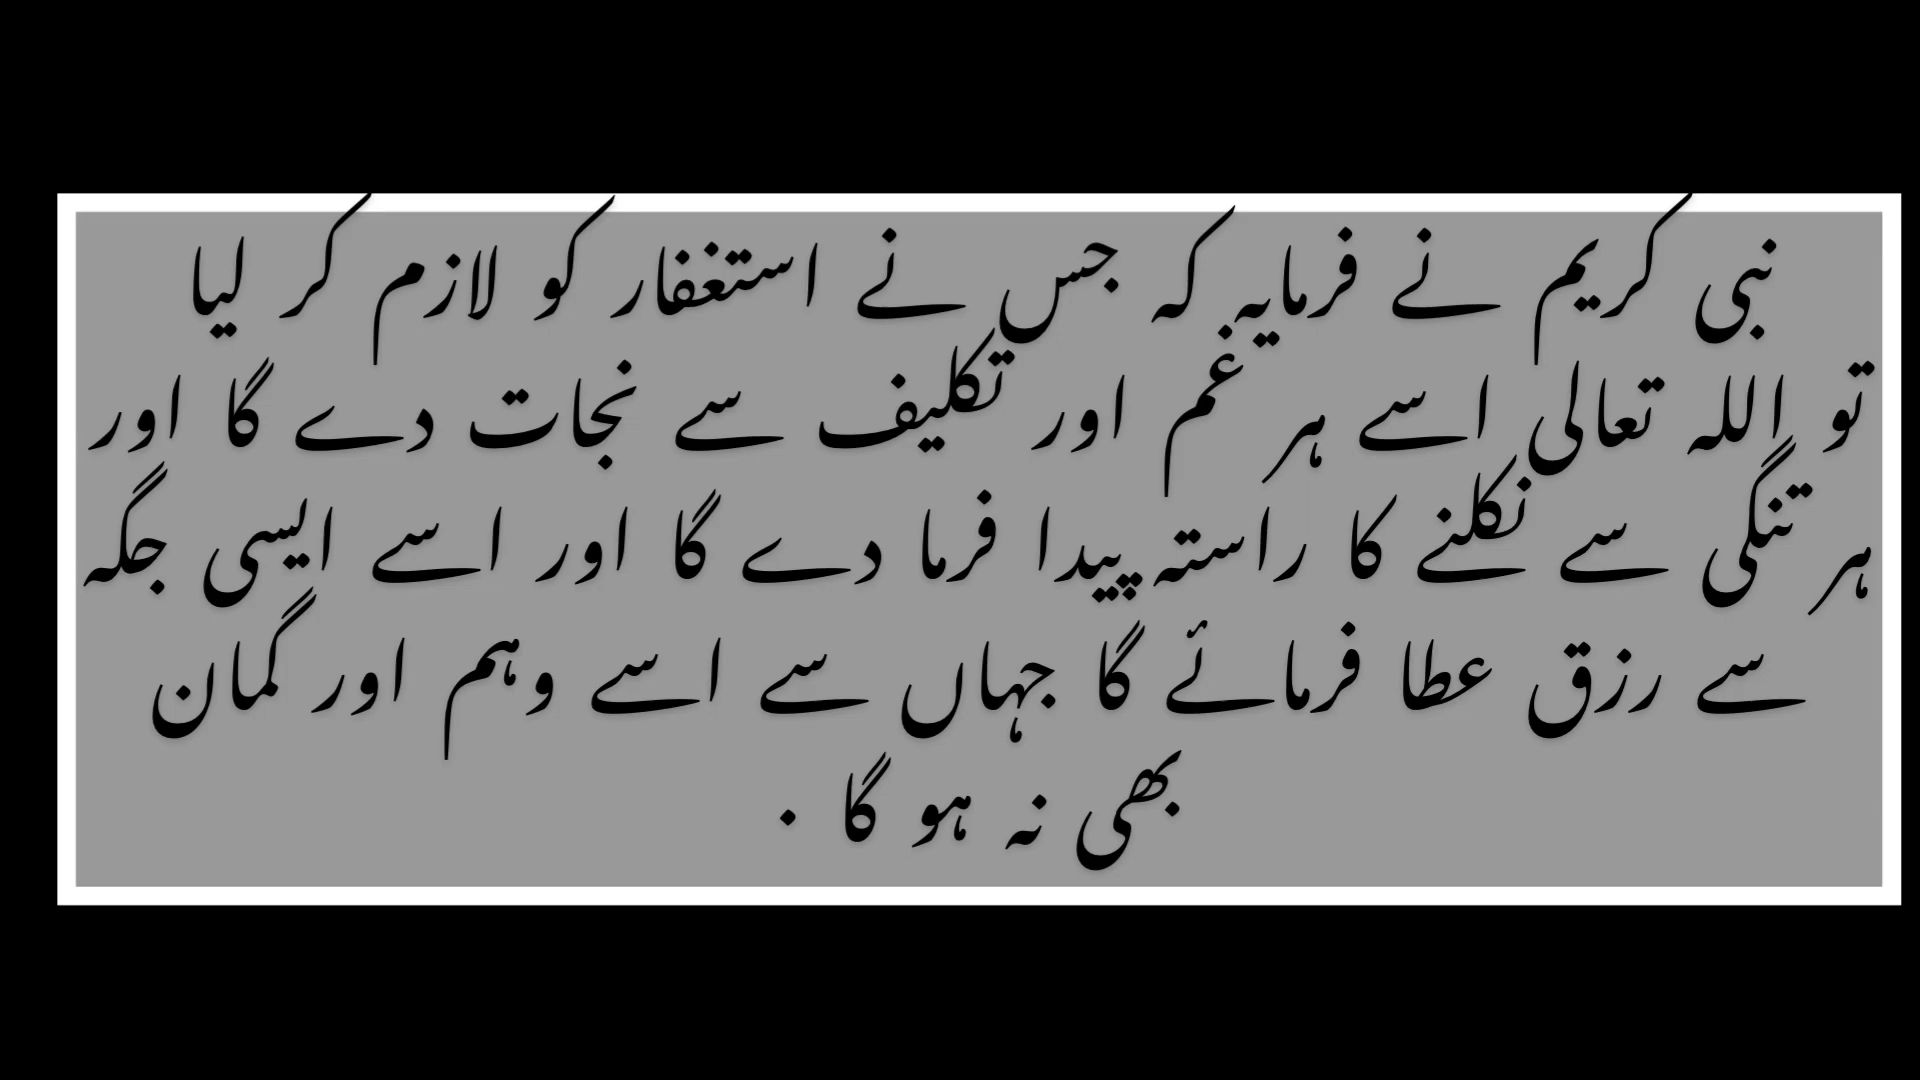 نبی کریم نے فرمایہ کہ جس نے استغفار کو لازم کر لیا
تو اللہ تعالی اسے ہر غم اور تکلیف سے نجات دے گا اور
ہر تنگی سے نکلنے کا راستہ پیدا فرما دے گا اور اسے ایسی جگہ
سے رزق عطا فرمائے گا جہاں سے اسے وہم اور گمان
بھی نہ ہو گا .